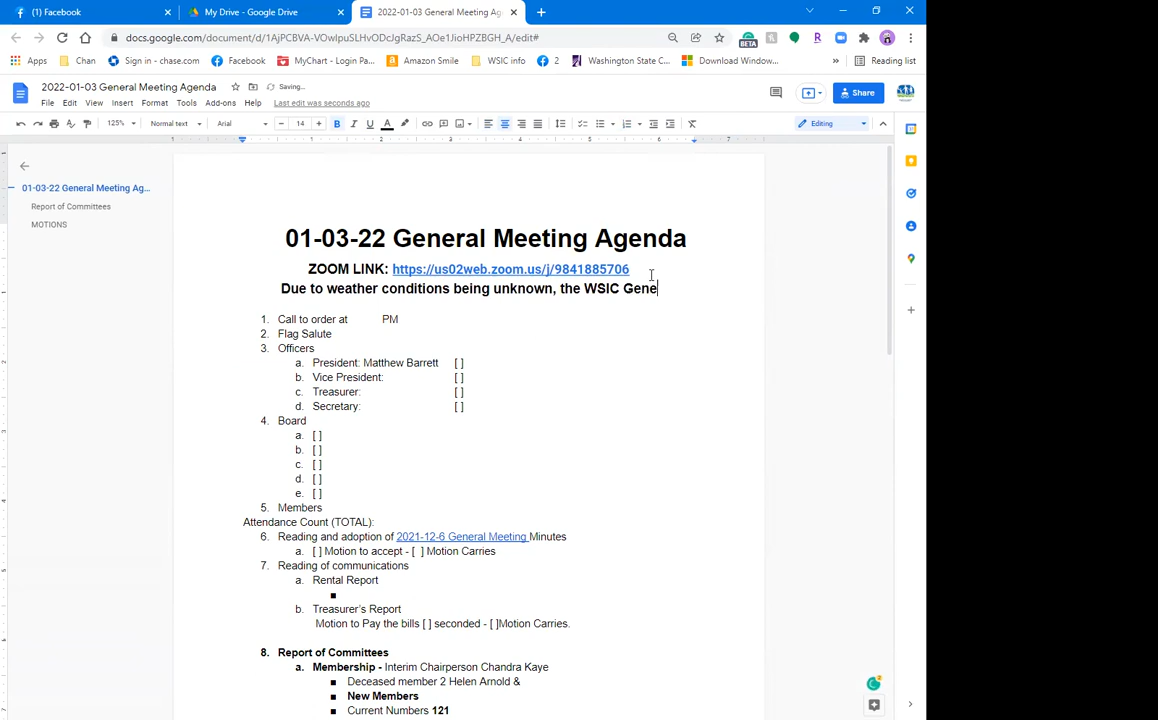 (1) Facebook
My Drive - Google Drive
2022-01-03 General Meeting Ag
docs.google.com/document/d/1AjPCBVA-VOwIpuSLHvODcJgRazS_AOe1JioHPZBGH_A/edit#
BETA
Apps
Chan
Sign in - chase.com
Facebook
MyChart - Login Pa...
Amazon Smile
WSIC info
2
Washington State C...
Download Window...
Reading list
2022-01-03 General Meeting Agenda
Saving...
File Edit View Insert Format Tools Add-ons Help Last edit was seconds ago
Share
125% Normal text Arial 14 B I U A
Editing
01-03-22 General Meeting Ag...
Report of Committees
MOTIONS
01-03-22 General Meeting Agenda
ZOOM LINK: https://us02web.zoom.us/j/9841885706
Due to weather conditions being unknown, the WSIC Gene
1. Call to order at PM
2. Flag Salute
3. Officers
a. President: Matthew Barrett [ ]
b. Vice President: [ ]
c. Treasurer: [ ]
d. Secretary: [ ]
4. Board
a. [ ]
b. [ ]
c. [ ]
d. [ ]
e. [ ]
5. Members
Attendance Count (TOTAL):
6. Reading and adoption of 2021-12-6 General Meeting Minutes
a. [ ] Motion to accept - [ ] Motion Carries
7. Reading of communications
a. Rental Report
b. Treasurer's Report
Motion to Pay the bills [ ] seconded - [ ]Motion Carries.
8. Report of Committees
a. Membership - Interim Chairperson Chandra Kaye
Deceased member 2 Helen Arnold &
New Members
Current Numbers 121